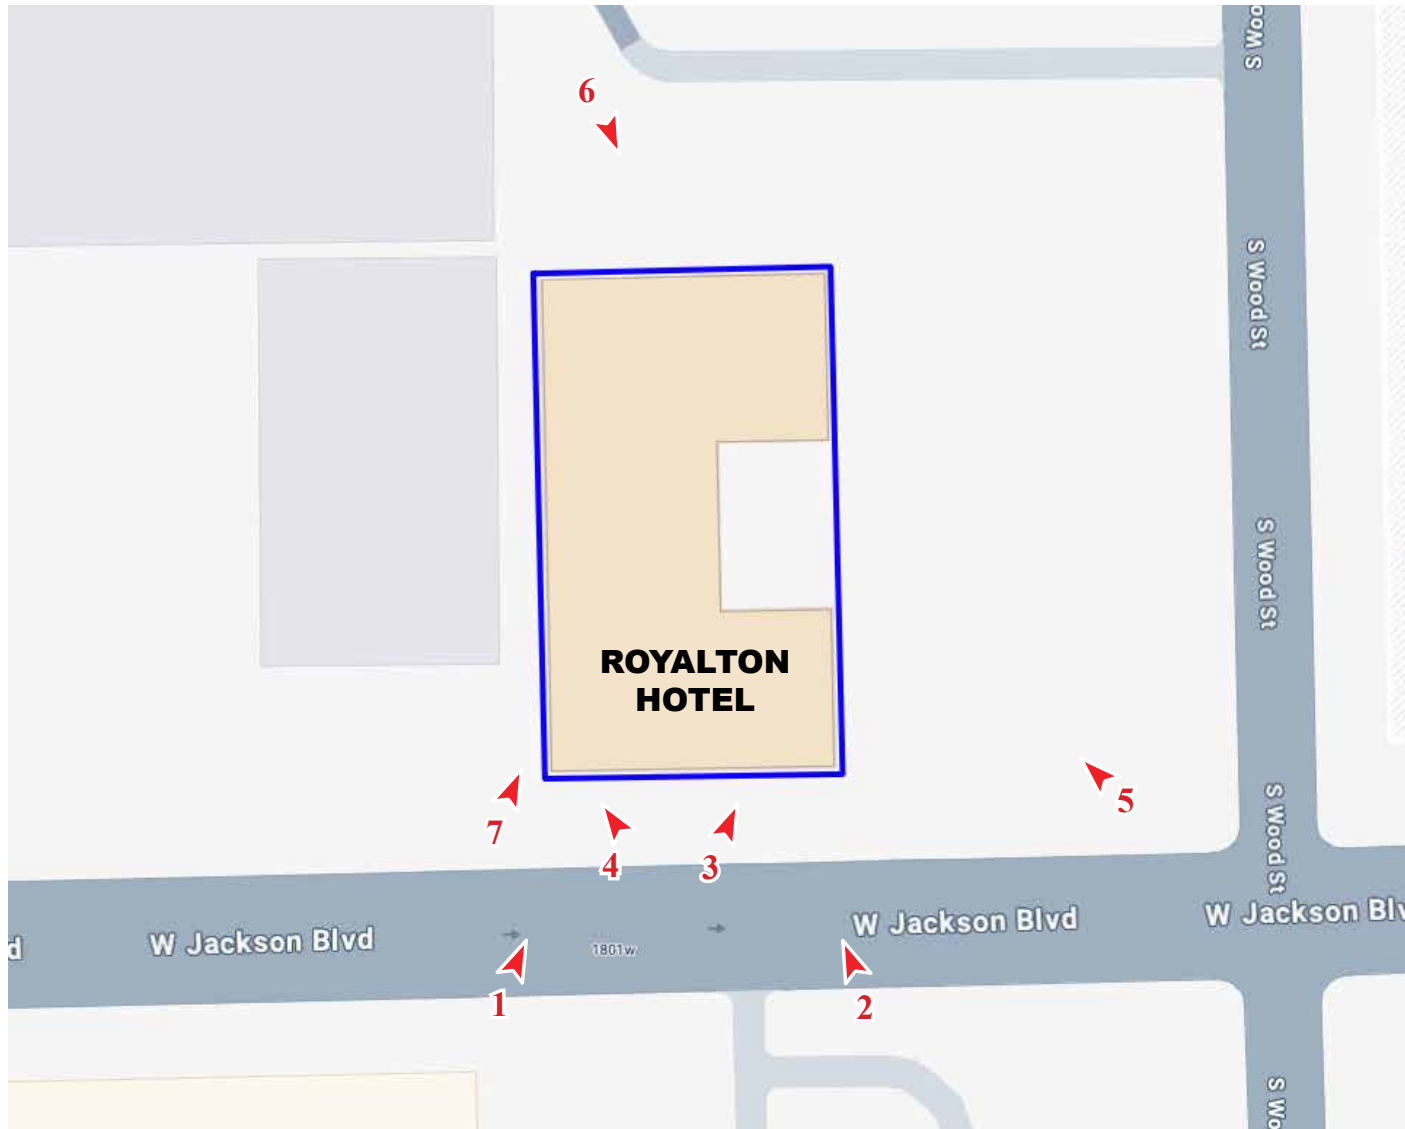 S Woo
6
S Wood St
S Wood St
ROYALTON
HOTEL
5
7
4
3
S Wood St
d
W Jackson Blvd
1801w
W Jackson Blvd
W Jackson Blv
1
2
S Wo